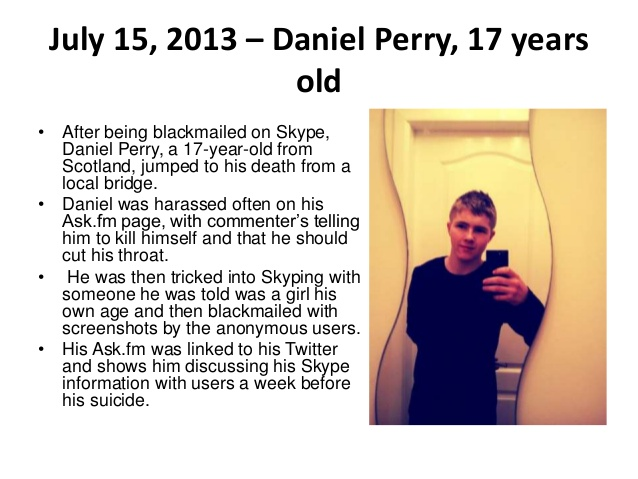 July 15, 2013 – Daniel Perry, 17 years
old
• After being blackmailed on Skype,
Daniel Perry, a 17-year-old from
Scotland, jumped to his death from a
local bridge.
• Daniel was harassed often on his
Ask.fm page, with commenter's telling
him to kill himself and that he should
cut his throat.
• He was then tricked into Skyping with
someone he was told was a girl his
own age and then blackmailed with
screenshots by the anonymous users.
• His Ask.fm was linked to his Twitter
and shows him discussing his Skype
information with users a week before
his suicide.